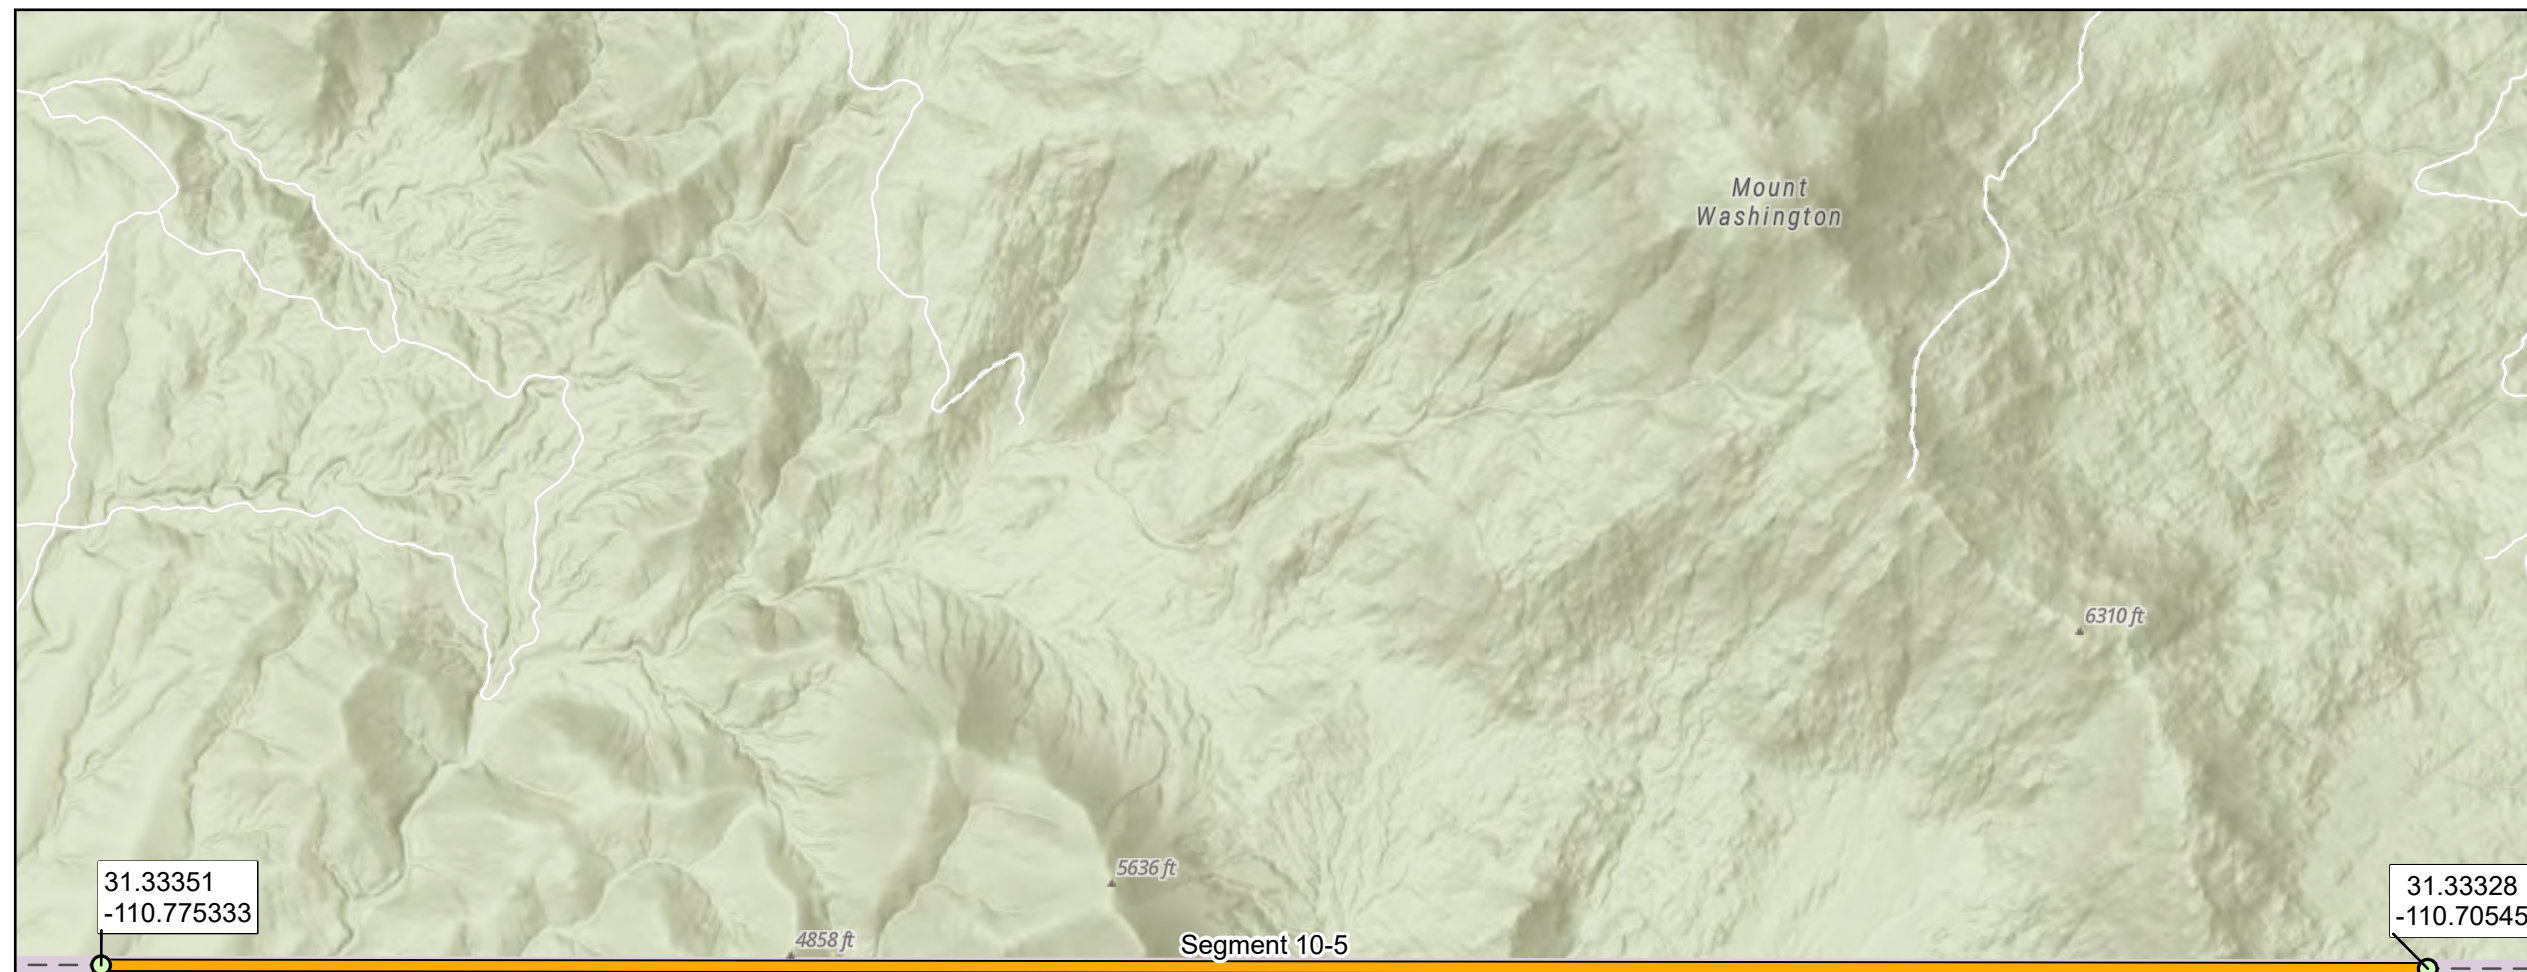 Mount
Washington
6310 ft
5636 ft
31.33351
-110.775333
31.33328
-110.70545
4858 ft
Segment 10-5